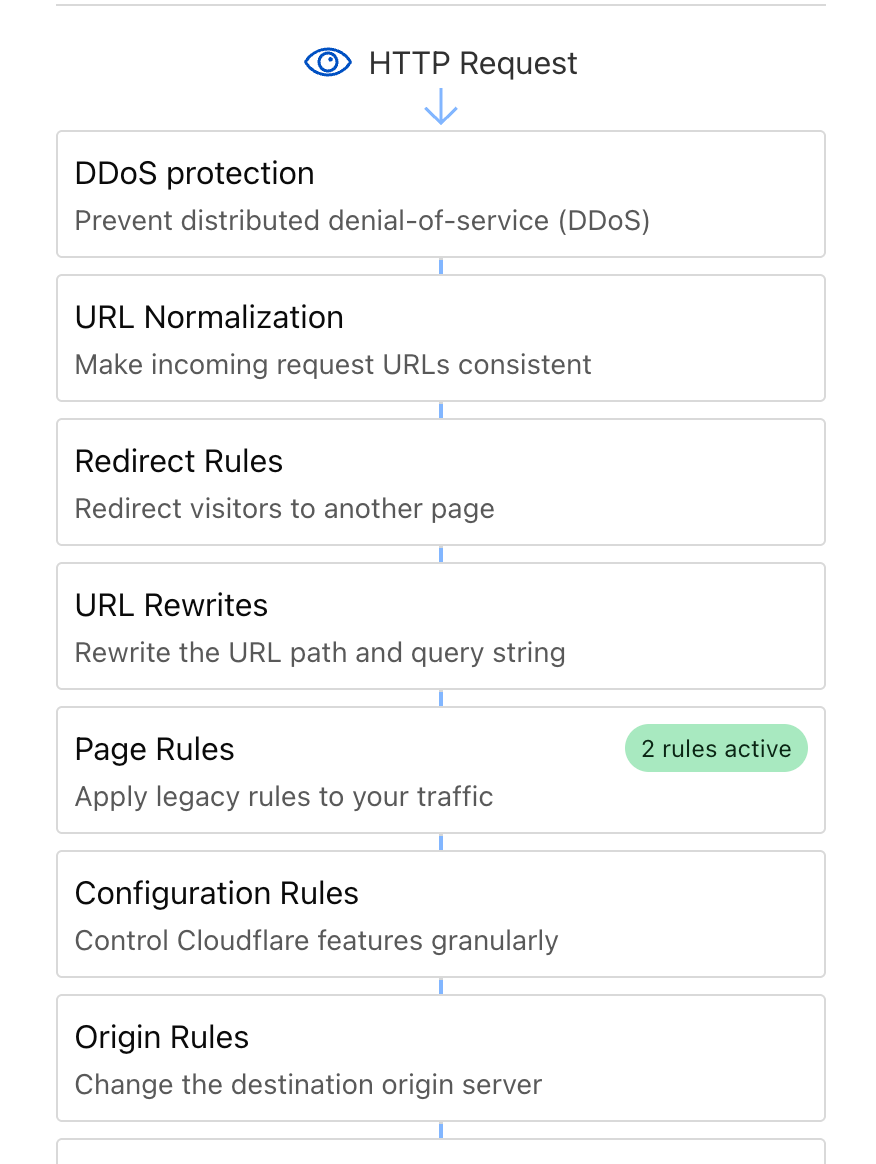 HTTP Request
DDoS protection
Prevent distributed denial-of-service (DDoS)
URL Normalization
Make incoming request URLs consistent
Redirect Rules
Redirect visitors to another page
URL Rewrites
Rewrite the URL path and query string
Page Rules
2 rules active
Apply legacy rules to your traffic
Configuration Rules
Control Cloudflare features granularly
Origin Rules
Change the destination origin server